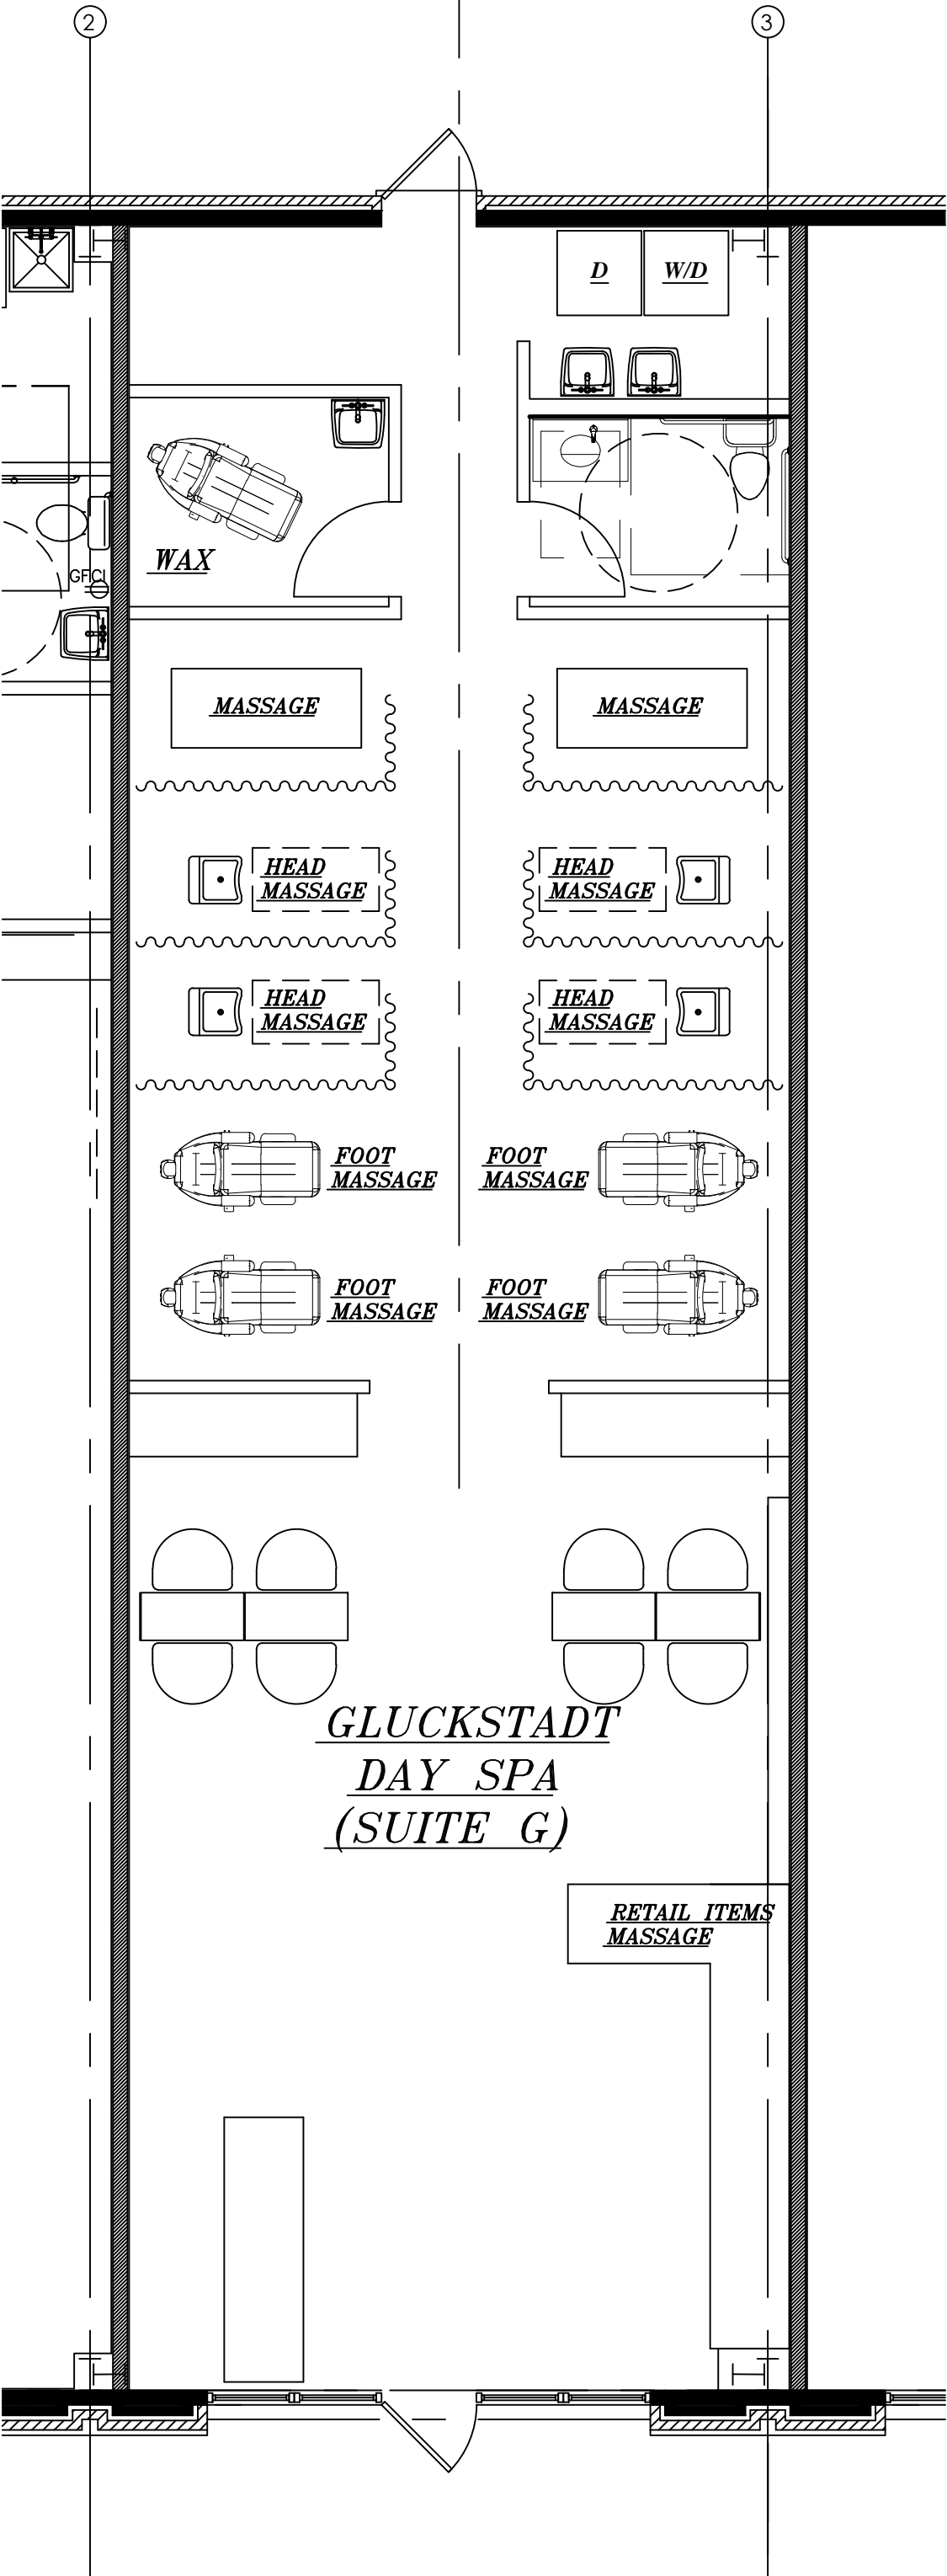 2
3
D
W/D
WAX
GFCI
MASSAGE
MASSAGE
HEAD
MASSAGE
HEAD
MASSAGE
HEAD
MASSAGE
HEAD
MASSAGE
FOOT
MASSAGE
FOOT
MASSAGE
FOOT
MASSAGE
FOOT
MASSAGE
GLUCKSTADT
DAY SPA
(SUITE G)
RETAIL ITEMS
MASSAGE